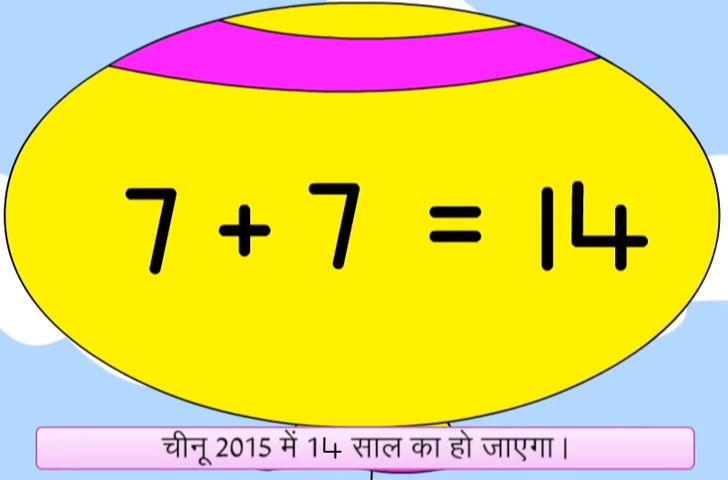 7 + 7 = 14
चीनू 2015 में 14 साल का हो जाएगा।